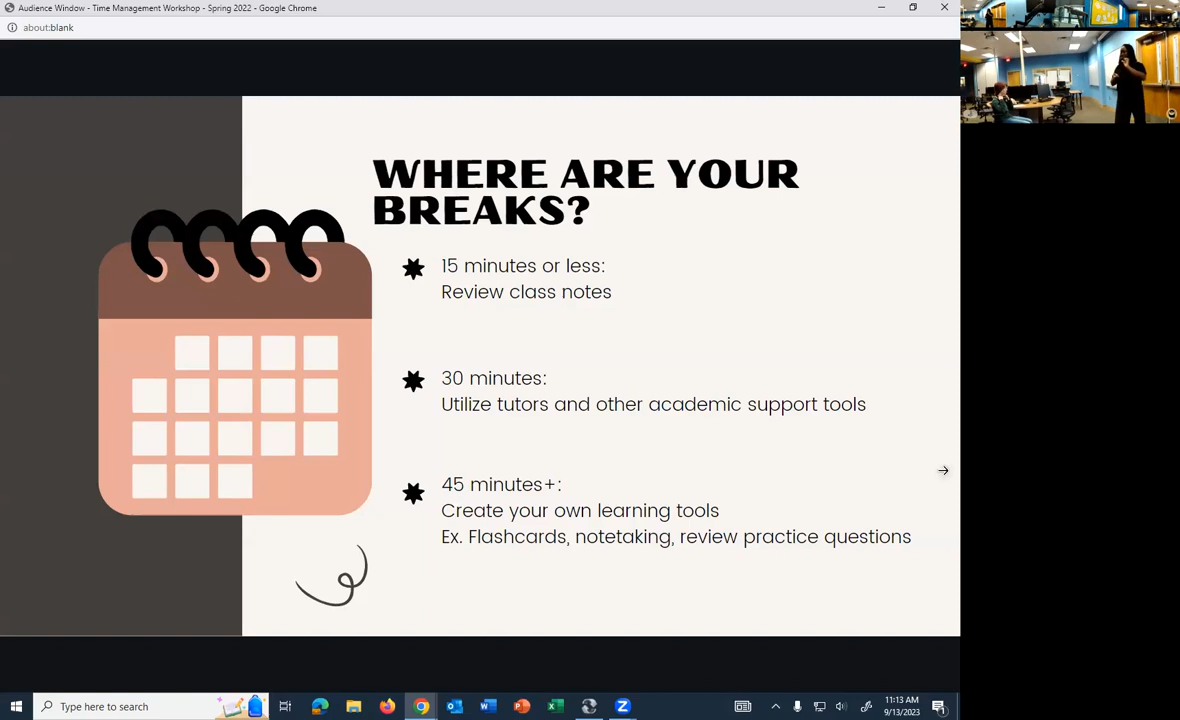 Audience Window - Time Management Workshop - Spring 2022 - Google Chrome
about:blank
WHERE ARE YOUR
BREAKS?
15 minutes or less:
Review class notes
30 minutes:
Utilize tutors and other academic support tools
45 minutes+:
Create your own learning tools
Ex. Flashcards, notetaking, review practice questions
Type here to search
11:13 AM
9/13/2023